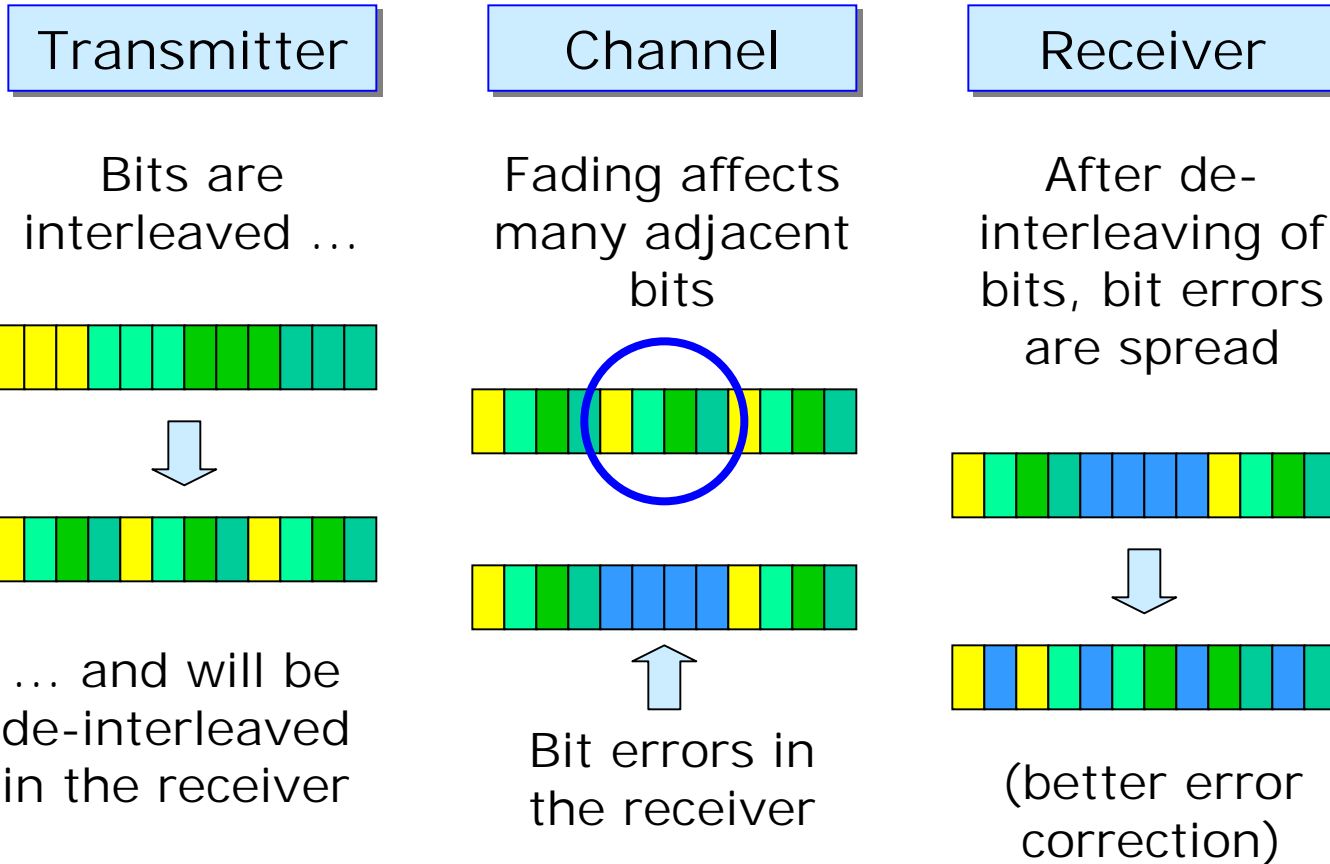 Transmitter
Bits are
interleaved ...
... and will be
de-interleaved
in the receiver
Channel
Fading affects
many adjacent
bits
Bit errors in
the receiver
Receiver
After de-
interleaving of
bits, bit errors
are spread
(better error
correction)